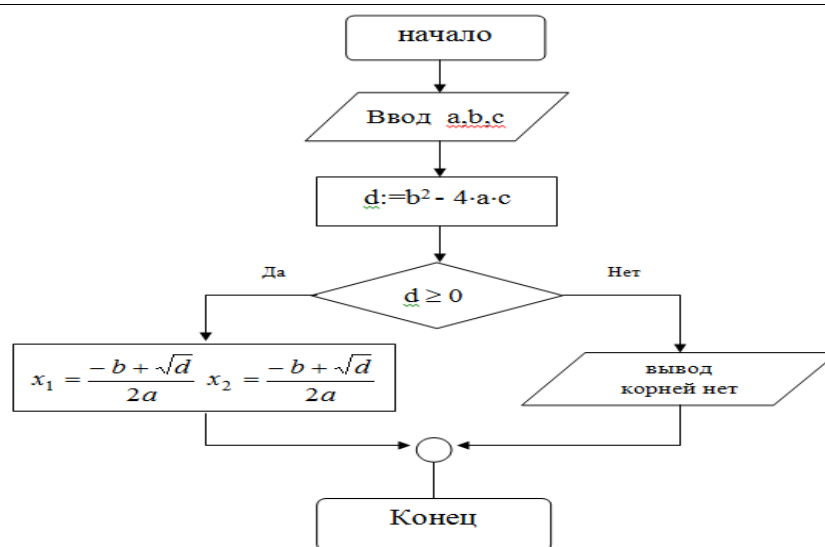 начало
Ввод a,b,c
d:=b² - 4·a·c
Да
Нет
d ≥ 0
x₁ = (-b + √d)/2a x₂ = (-b + √d)/2a
вывод
корней нет
Конец